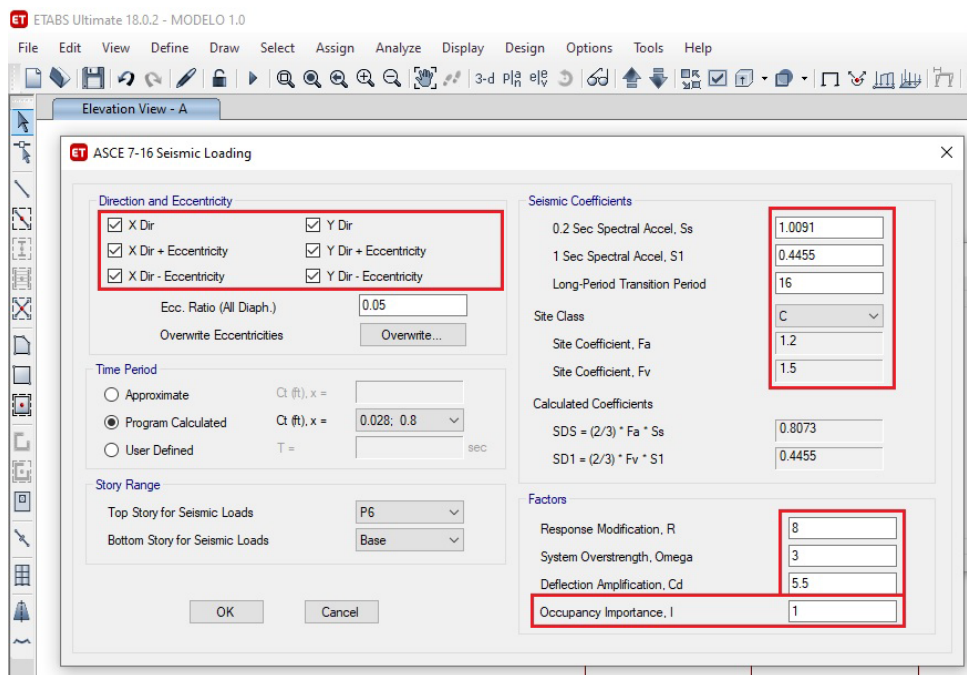 ET ETABS Ultimate 18.0.2 - MODELO 1.0
File Edit View Define Draw Select Assign Analyze Display Design Options Tools Help
3-d
Elevation View - A
ET ASCE 7-16 Seismic Loading
Direction and Eccentricity
X Dir Y Dir
X Dir + Eccentricity Y Dir + Eccentricity
X Dir - Eccentricity Y Dir - Eccentricity
Ecc. Ratio (All Diaph.) 0.05
Overwrite Eccentricities Overwrite...
Time Period
Approximate Ct (ft), x =
Program Calculated Ct (ft), x = 0.028; 0.8
User Defined T = sec
Story Range
Top Story for Seismic Loads P6
Bottom Story for Seismic Loads Base
OK Cancel
Seismic Coefficients
0.2 Sec Spectral Accel, Ss 1.0091
1 Sec Spectral Accel, S1 0.4455
Long-Period Transition Period 16
Site Class C
Site Coefficient, Fa 1.2
Site Coefficient, Fv 1.5
Calculated Coefficients
SDS = (2/3) * Fa * Ss 0.8073
SD1 = (2/3) * Fv * S1 0.4455
Factors
Response Modification, R 8
System Overstrength, Omega 3
Deflection Amplification, Cd 5.5
Occupancy Importance, I 1